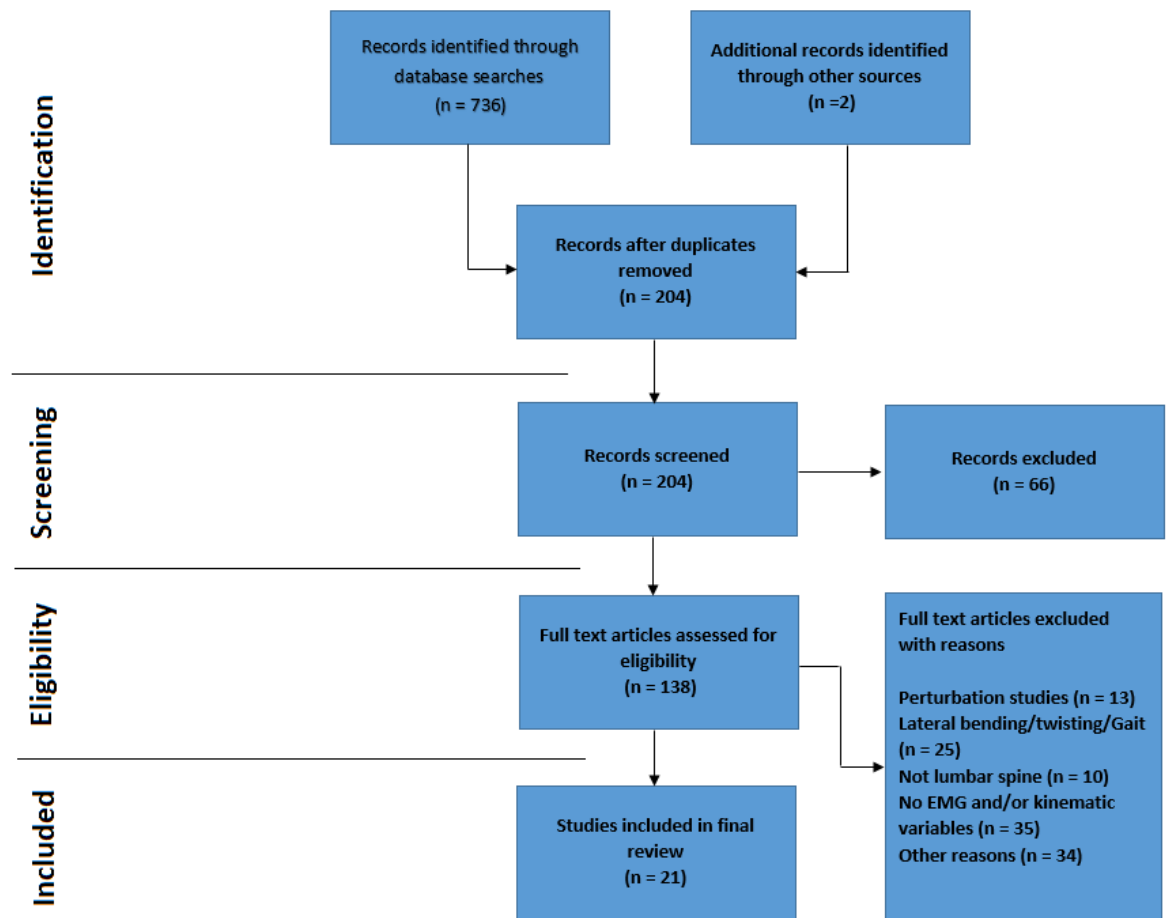 Identification
Records identified through
database searches
(n = 736)
Additional records identified
through other sources
(n =2)
Records after duplicates
removed
(n = 204)
Screening
Records screened
(n = 204)
Records excluded
(n = 66)
Eligibility
Full text articles assessed for
eligibility
(n = 138)
Full text articles excluded
with reasons
Perturbation studies (n = 13)
Lateral bending/twisting/Gait
(n = 25)
Not lumbar spine (n = 10)
No EMG and/or kinematic
variables (n = 35)
Other reasons (n = 34)
Included
Studies included in final
review
(n = 21)